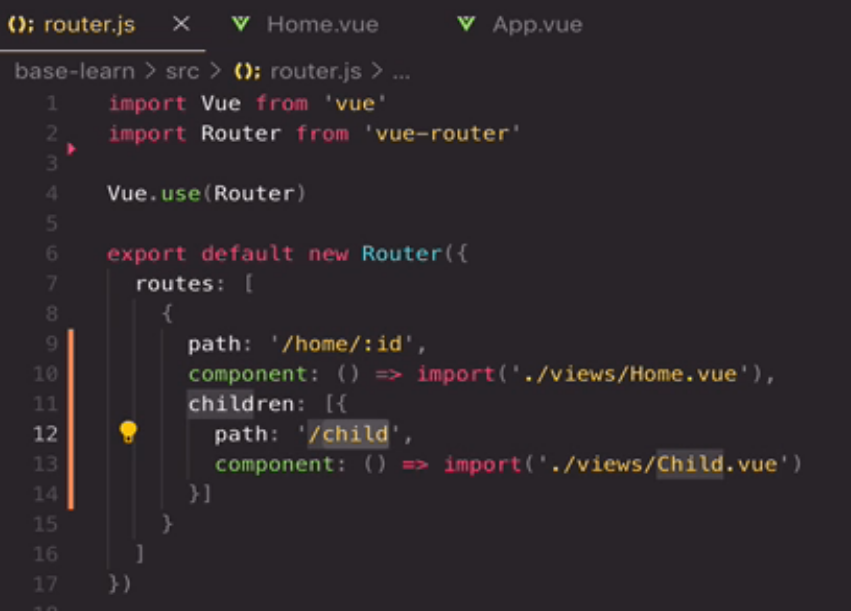 router.js × Home.vue App.vue
base-learn > src > router.js > ...
1 import Vue from 'vue'
2 import Router from 'vue-router'
3
4 Vue.use(Router)
5
6 export default new Router({
7 routes: [
8 {
9 path: '/home/:id',
10 component: () => import('./views/Home.vue'),
11 children: [{
12 path: '/child',
13 component: () => import('./views/Child.vue')
14 }]
15 }
16 ]
17 })